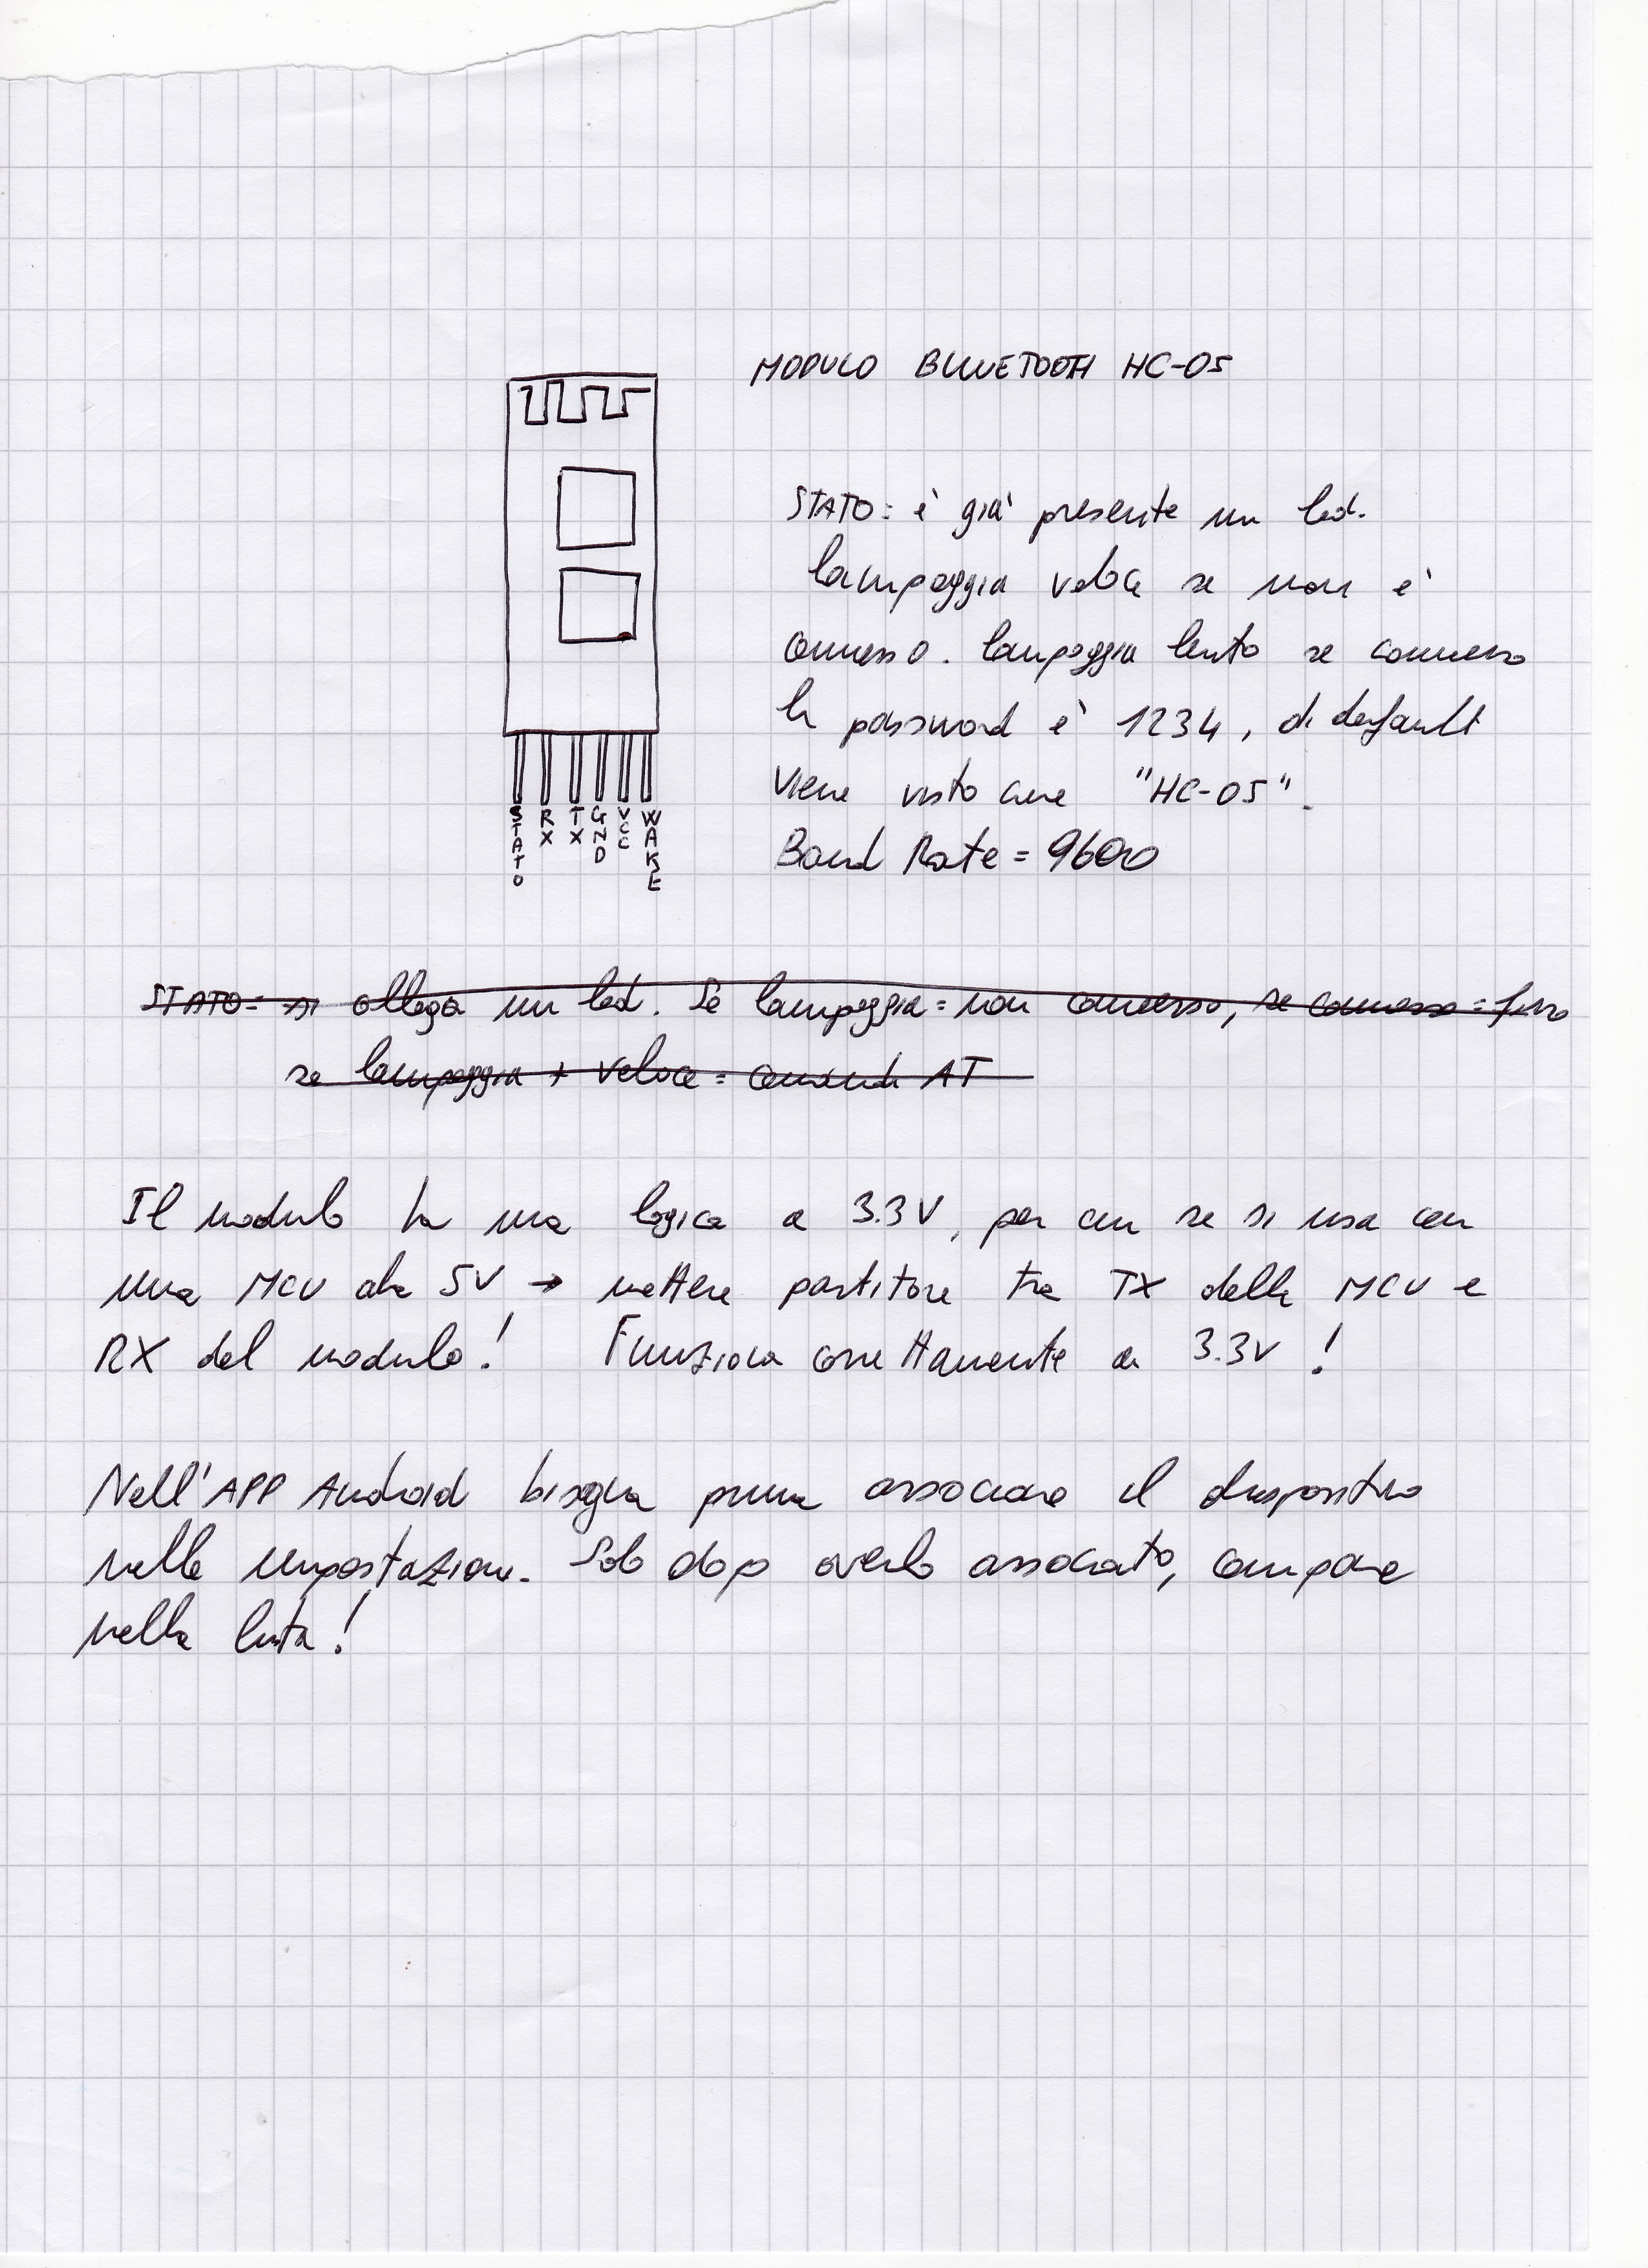 MODULO BLUETOOTH HC-05
STATO: è già presente un led.
lampeggia veloce se non è
connesso. lampeggia lento se connesso
la password è 1234, di default
viene visto come "HC-05".
Baud Rate = 9600
STATO RX TX GND VCC WAKE
STATO= si collega un led. Se lampeggia = non connesso, se connesso = fisso
se lampeggia + veloce = comandi AT
Il modulo ha una logica a 3.3V, per cui se si usa con
una MCU alla 5V → mettere partitore tra TX della MCU e
RX del modulo! Funziona correttamente a 3.3V!
Nell'APP Android bisogna prima associare il dispositivo
nelle impostazioni. Solo dopo averlo associato, compare
nella lista!